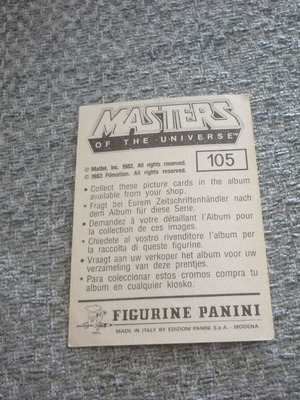 MASTERS
OF THE UNIVERSE™
105
© Mattel, Inc. 1983. All rights reserved.
© 1983 Filmation. All rights reserved.
• Collect these picture cards in the album
available from your shop.
• Fragt bei Eurem Zeitschriftenhändler nach
dem Album für diese Serie.
• Demandez à votre détaillant l'Album pour
la collection de ces images.
• Chiedete al vostro rivenditore l'album per
la raccolta di queste figurine.
• Vraagt aan uw verkoper het album voor uw
verzameling van deze prentjes.
• Para coleccionar estos cromos compra tu
album en cualquier kiosko.
FIGURINE PANINI
MADE IN ITALY BY EDIZIONI PANINI S.p.A. - MODENA